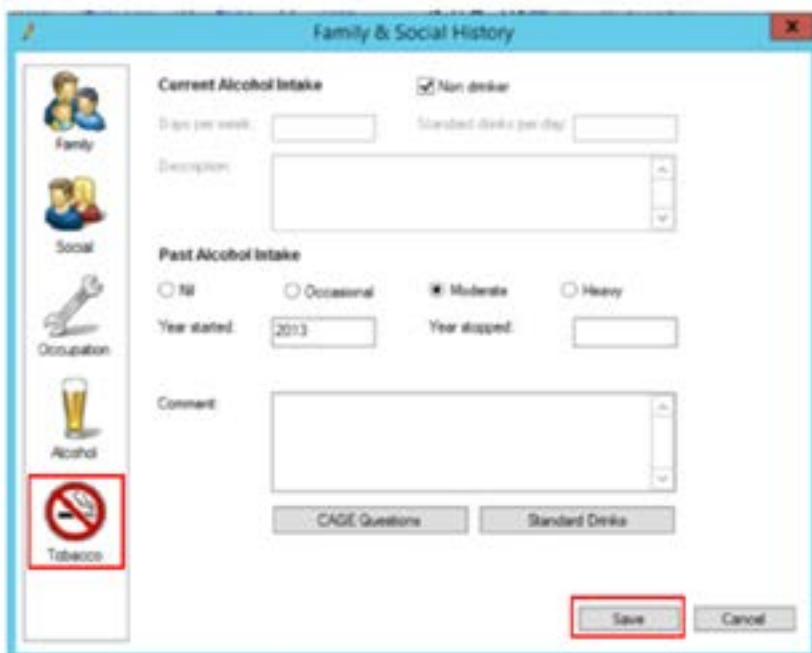 Family & Social History
x
Family
Social
Occupation
Alcohol
Tobacco
Current Alcohol Intake
Non drinker
Days per week:
Standard drinks per day:
Description:
Past Alcohol Intake
Nil
Occasional
Moderate
Heavy
Year started:
2013
Year stopped:
Comment:
CAGE Questions
Standard Drinks
Save
Cancel